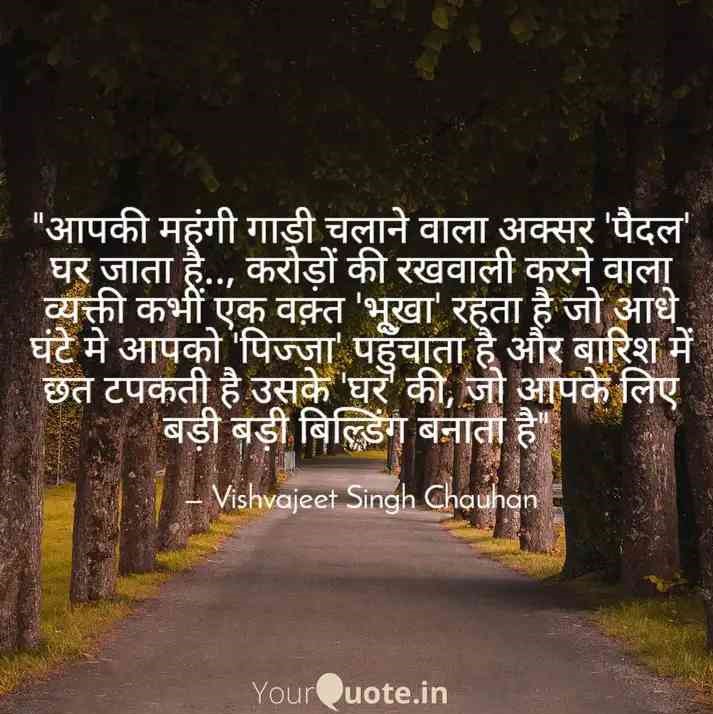 "आपकी महंगी गाड़ी चलाने वाला अक्सर 'पैदल'
घर जाता है.., करोड़ों की रखवाली करने वाला
व्यक्ती कभी एक वक़्त 'भूखा' रहता है जो आधे
घंटे मे आपको 'पिज्जा' पहुँचाता है और बारिश में
छत टपकती है उसके 'घर' की, जो आपके लिए
बड़ी बड़ी बिल्डिंग बनाता है"
– Vishvajeet Singh Chauhan
YourQuote.in